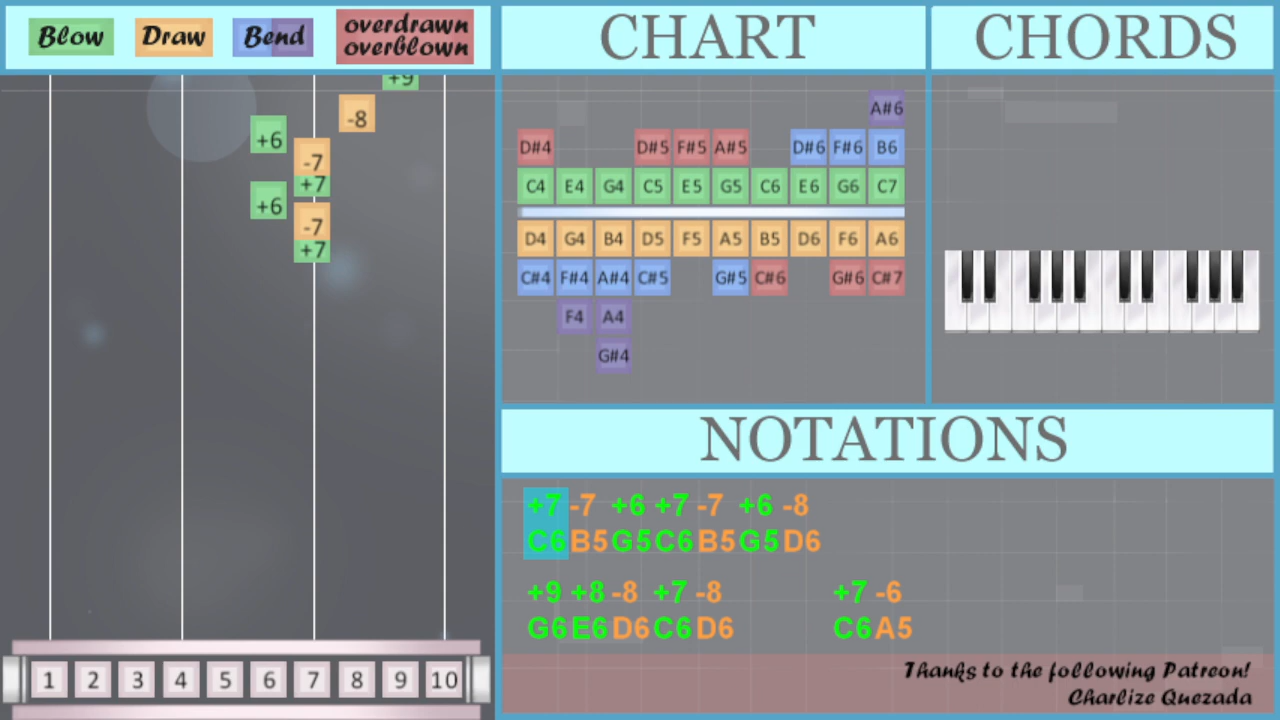 Blow Draw Bend overdrawn
overblown
CHART
CHORDS
+9
-8
+6
-7
+7
+6
-7
+7
A#6
D#4 D#5 F#5 A#5 D#6 F#6 B6
C4 E4 G4 C5 E5 G5 C6 E6 G6 C7
D4 G4 B4 D5 F5 A5 B5 D6 F6 A6
C#4 F#4 A#4 C#5 G#5 C#6 G#6 C#7
F4 A4
G#4
NOTATIONS
+7 -7 +6 +7 -7 +6 -8
C6 B5 G5 C6 B5 G5 D6
+9 +8 -8 +7 -8 +7 -6
G6 E6 D6 C6 D6 C6 A5
Thanks to the following Patreon!
Charlize Quezada
1 2 3 4 5 6 7 8 9 10